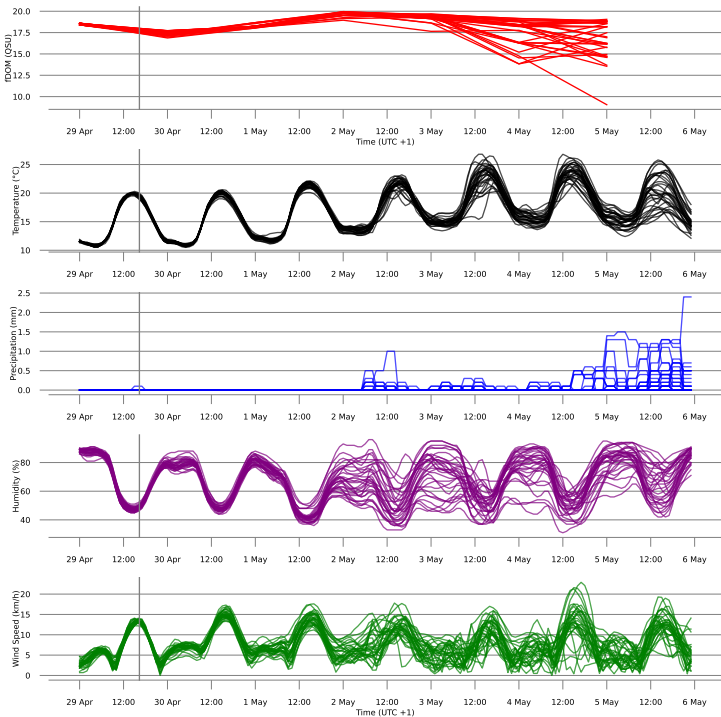 fDOM (QSU)
20.0
17.5
15.0
12.5
10.0
29 Apr 12:00 30 Apr 12:00 1 May 12:00 2 May 12:00 3 May 12:00 4 May 12:00 5 May 12:00 6 May
Time (UTC +1)
Temperature (°C)
25
20
15
10
29 Apr 12:00 30 Apr 12:00 1 May 12:00 2 May 12:00 3 May 12:00 4 May 12:00 5 May 12:00 6 May
Precipitation (mm)
2.5
2.0
1.5
1.0
0.5
0.0
29 Apr 12:00 30 Apr 12:00 1 May 12:00 2 May 12:00 3 May 12:00 4 May 12:00 5 May 12:00 6 May
Humidity (%)
80
60
40
29 Apr 12:00 30 Apr 12:00 1 May 12:00 2 May 12:00 3 May 12:00 4 May 12:00 5 May 12:00 6 May
Wind Speed (km/h)
20
15
10
5
0
29 Apr 12:00 30 Apr 12:00 1 May 12:00 2 May 12:00 3 May 12:00 4 May 12:00 5 May 12:00 6 May
Time (UTC +1)